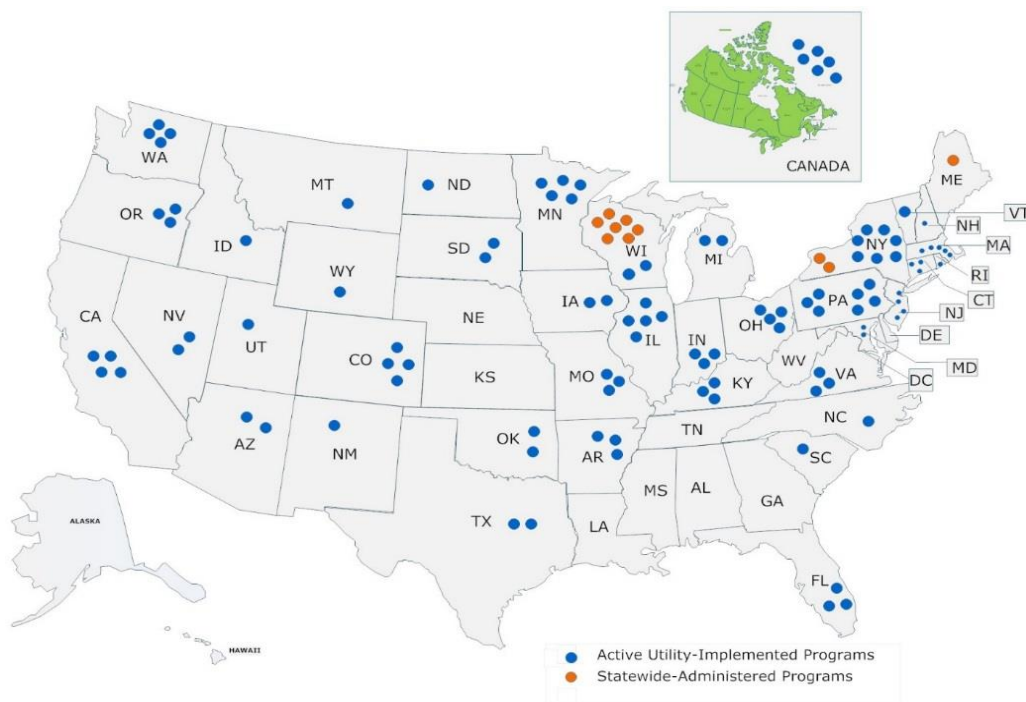 CANADA
WA
MT
ND
MN
ME
VT
OR
NH
ID
SD
WI
NY
MA
MI
WY
RI
IA
PA
CT
CA
NV
NE
NJ
UT
IL
IN
OH
DE
CO
WV
MD
KS
MO
KY
VA
DC
NC
TN
OK
AZ
NM
AR
SC
MS
AL
GA
TX
LA
ALASKA
FL
HAWAII
Active Utility-Implemented Programs
Statewide-Administered Programs